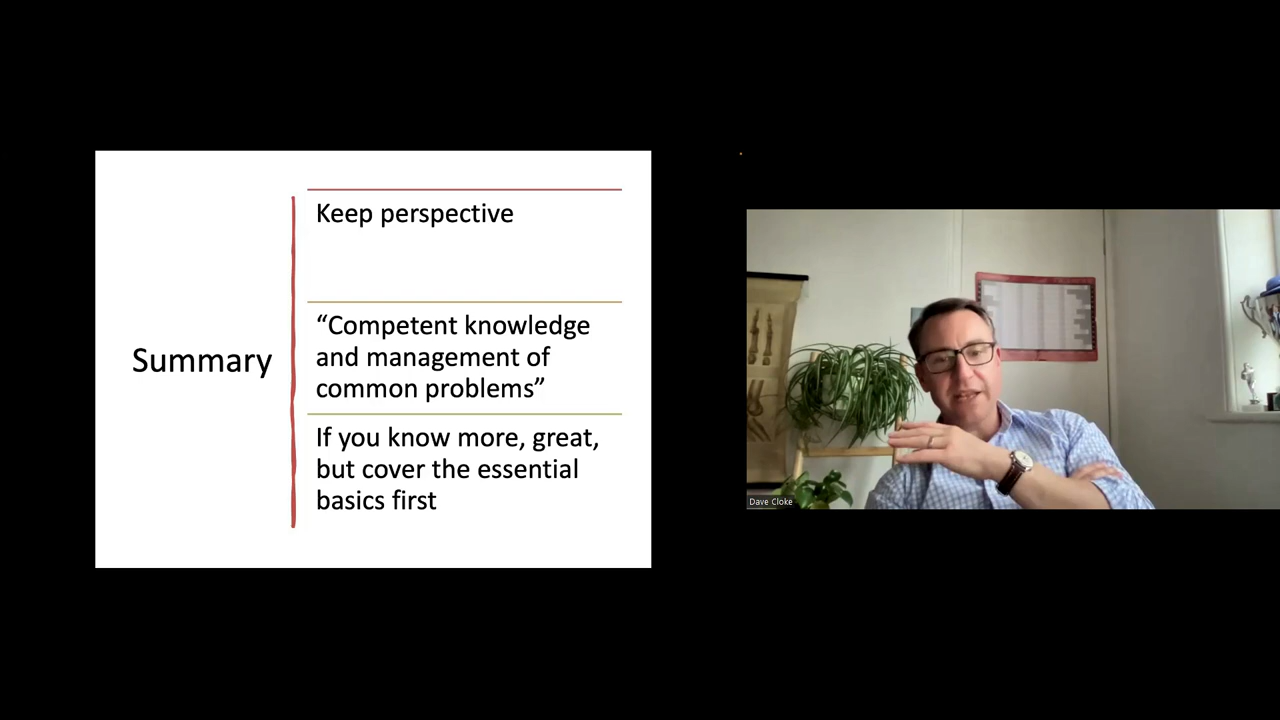 Summary
Keep perspective
“Competent knowledge
and management of
common problems”
If you know more, great,
but cover the essential
basics first
Dave Cloke